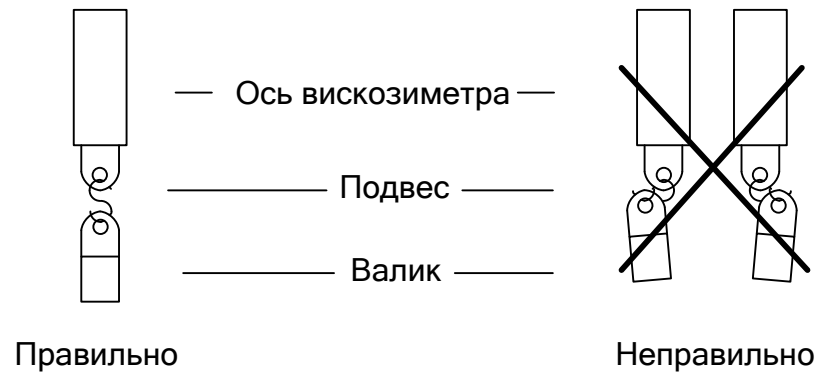 Ось вискозиметра
Подвес
Валик
Правильно
Неправильно